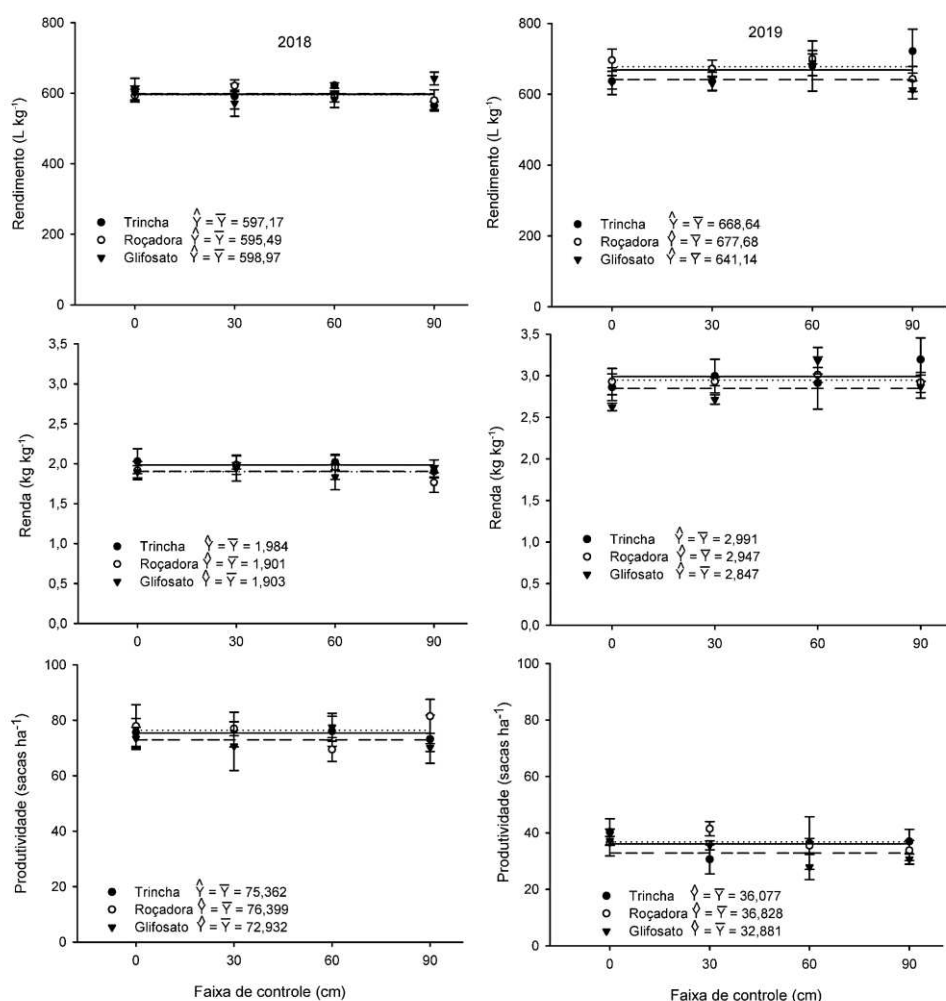 2018
Rendimento (L kg⁻¹)
800
600
400
200
0
Trincha Ŷ = Ȳ = 597,17
Roçadora Ŷ = Ȳ = 595,49
Glifosato Ŷ = Ȳ = 598,97
0 30 60 90
2019
Rendimento (L kg⁻¹)
800
600
400
200
0
Trincha Ŷ = Ȳ = 668,64
Roçadora Ŷ = Ȳ = 677,68
Glifosato Ŷ = Ȳ = 641,14
0 30 60 90
Renda (kg kg⁻¹)
3,5
3,0
2,5
2,0
1,5
1,0
0,5
0,0
Trincha Ŷ = Ȳ = 1,984
Roçadora Ŷ = Ȳ = 1,901
Glifosato Ŷ = Ȳ = 1,903
0 30 60 90
Renda (kg kg⁻¹)
3,5
3,0
2,5
2,0
1,5
1,0
0,5
0,0
Trincha Ŷ = Ȳ = 2,991
Roçadora Ŷ = Ȳ = 2,947
Glifosato Ŷ = Ȳ = 2,847
0 30 60 90
Produtividade (sacas ha⁻¹)
100
80
60
40
20
0
Trincha Ŷ = Ȳ = 75,362
Roçadora Ŷ = Ȳ = 76,399
Glifosato Ŷ = Ȳ = 72,932
0 30 60 90
Faixa de controle (cm)
Produtividade (sacas ha⁻¹)
100
80
60
40
20
0
Trincha Ŷ = Ȳ = 36,077
Roçadora Ŷ = Ȳ = 36,828
Glifosato Ŷ = Ȳ = 32,881
0 30 60 90
Faixa de controle (cm)